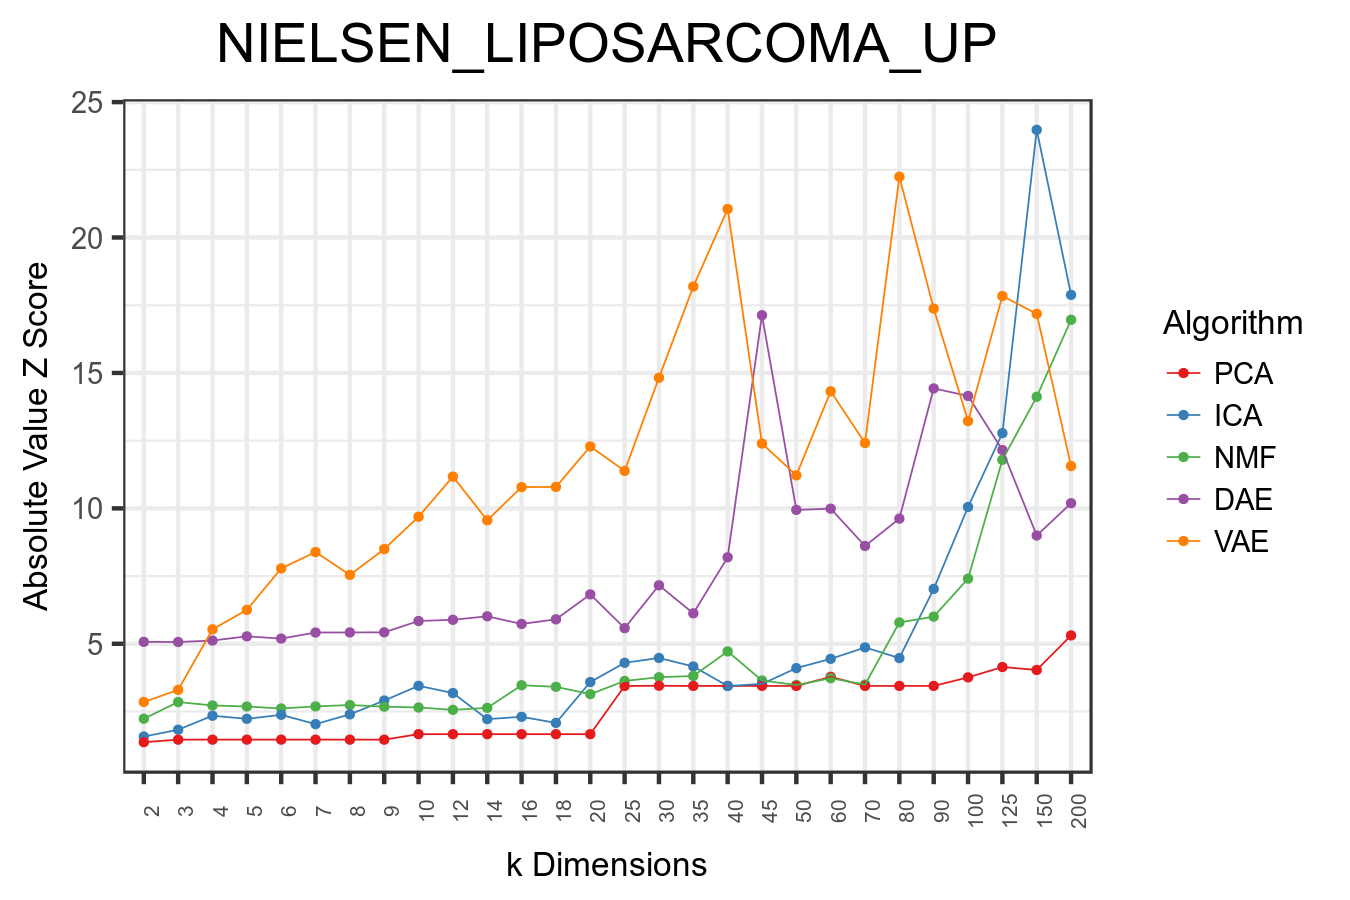 NIELSEN_LIPOSARCOMA_UP
25
20
15
10
5
Absolute Value Z Score
2 3 4 5 6 7 8 9 10 12 14 16 18 20 25 30 35 40 45 50 60 70 80 90 100 125 150 200
k Dimensions
Algorithm
PCA
ICA
NMF
DAE
VAE